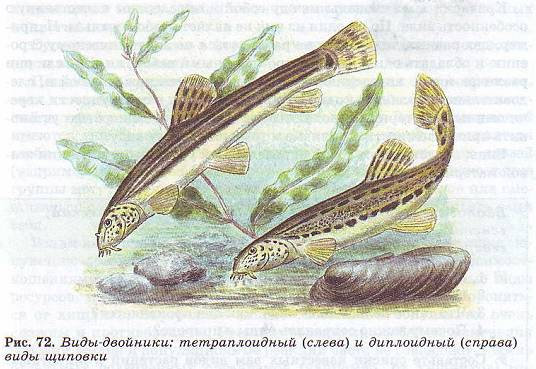 Рис. 72. Виды-двойники: тетраплоидный (слева) и диплоидный (справа)
виды щиповки